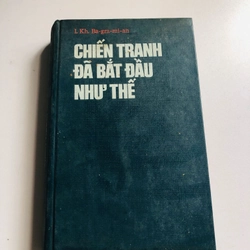 I. Kh. Ba-gra-mi-an
CHIẾN TRANH
ĐÃ BẮT ĐẦU
NHƯ THẾ